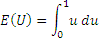 E(U) = ∫₀¹ u du